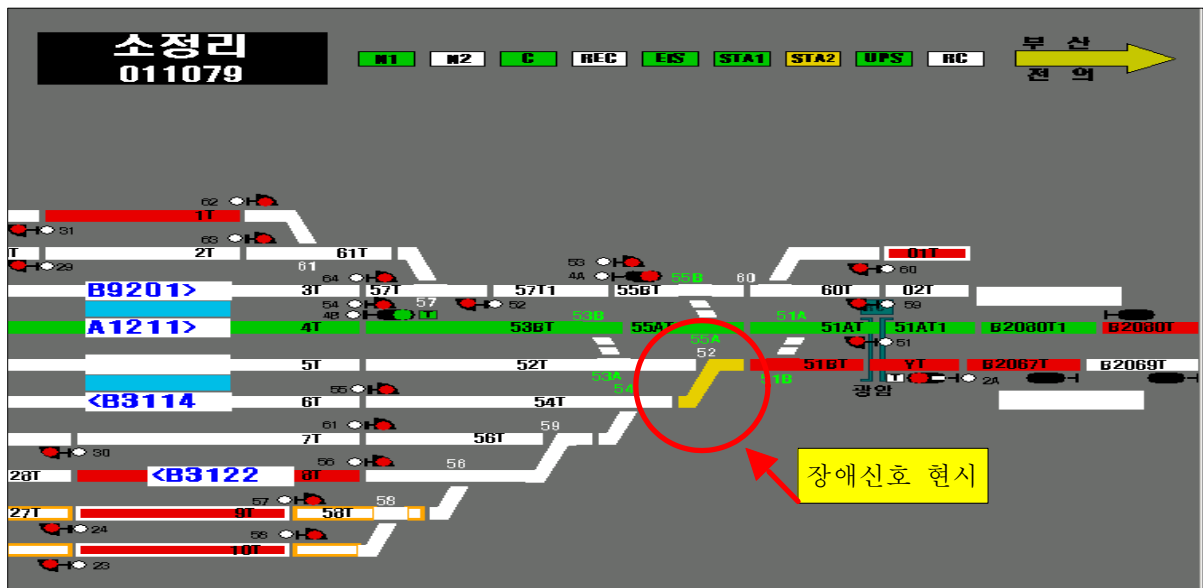 소정리
011079
M1 M2 C REC EIS STA1 STA2 UPS RC
부 산
전 의
62
1T
31
63
T 2T 61T
29
61
53
4A 55B 60
01T
60
64
B9201> 3T 57T 57T1 55BT 60T 02T
54 57 52 59
4B T 53B 51A
A1211> 4T 53BT 55AT 51AT 51AT1 B2080T1 B2080T
55A
51
52
5T 52T 51BT YT B2067T B2069T
53A 51B
T 2A
55 54 광암
<B3114 6T 54T
61 59
7T 56T
30
56 56
28T <B3122 8T
57 58
27T 9T 58T
24
58
10T
23
장애신호 현시